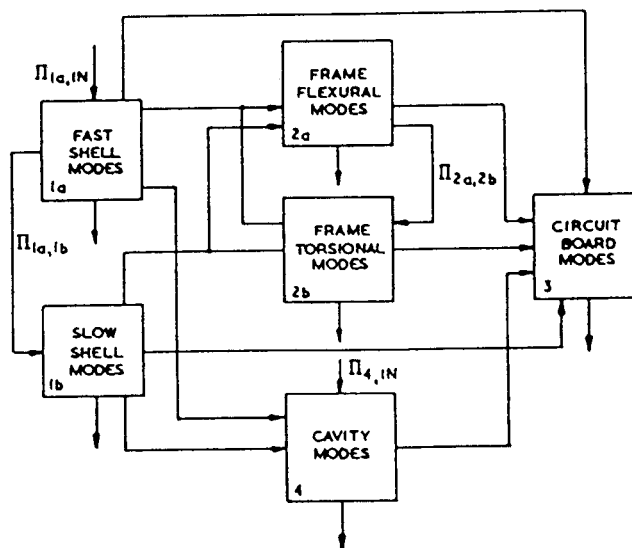 Π1a,IN
FAST
SHELL
MODES
1a
Π1a,1b
SLOW
SHELL
MODES
1b
FRAME
FLEXURAL
MODES
2a
Π2a,2b
FRAME
TORSIONAL
MODES
2b
Π4,IN
CAVITY
MODES
4
CIRCUIT
BOARD
MODES
3